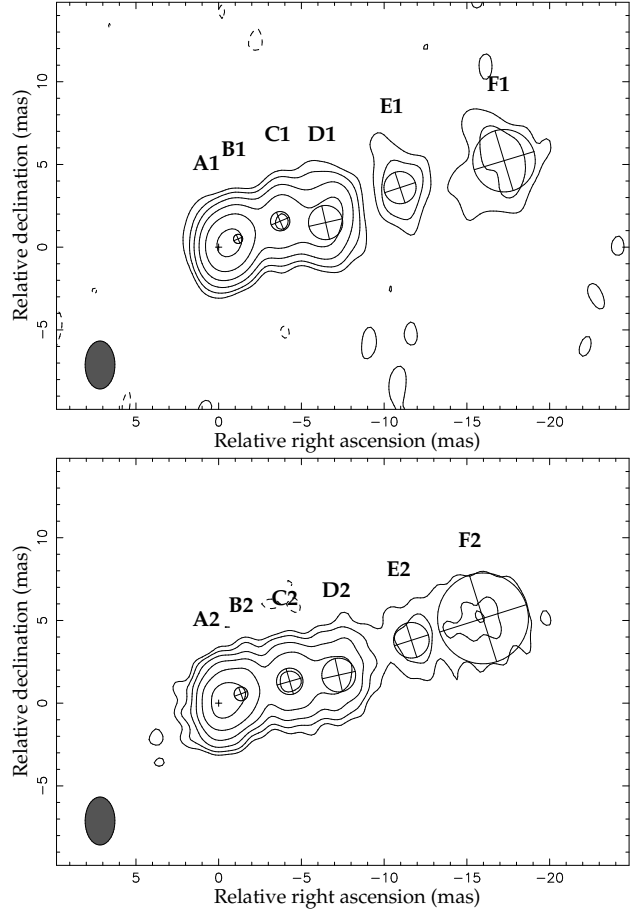 F1
E1
C1 D1
B1
A1
10
5
0
−5
Relative declination (mas)
5 0 −5 −10 −15 −20
Relative right ascension (mas)
F2
E2
D2
C2
B2
A2
10
5
0
−5
Relative declination (mas)
5 0 −5 −10 −15 −20
Relative right ascension (mas)